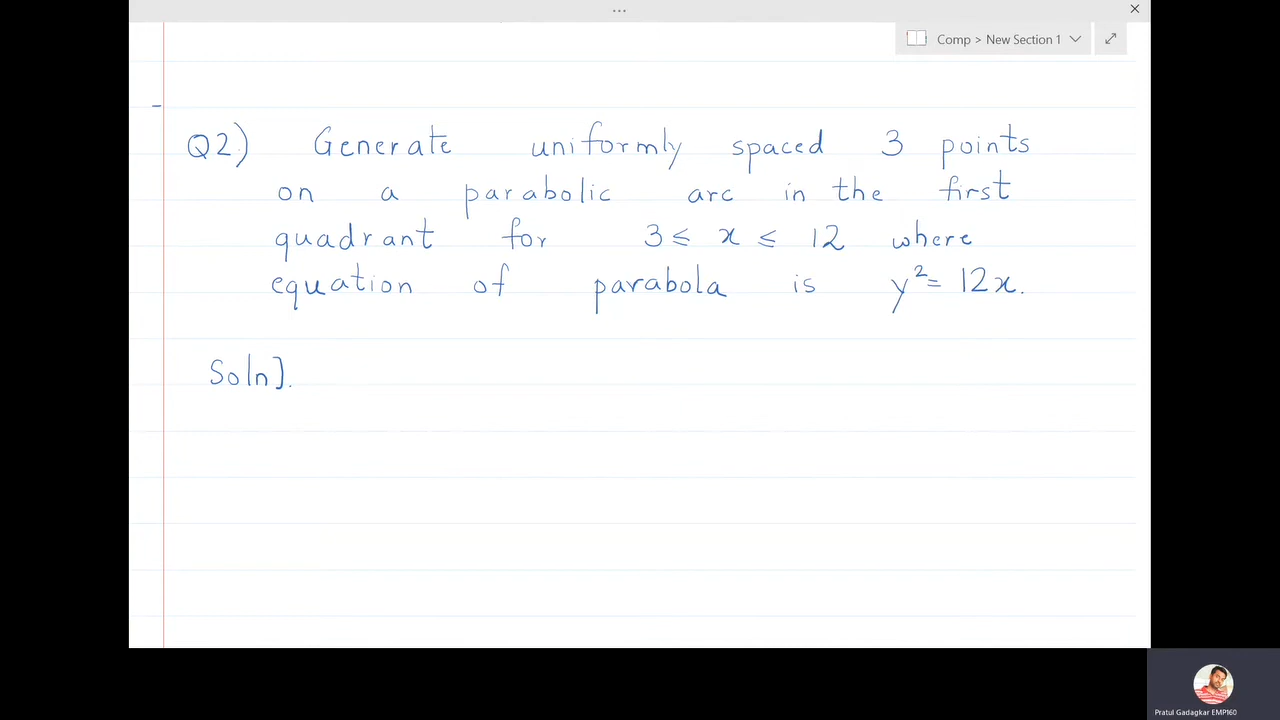 Comp > New Section 1
Q2) Generate uniformly spaced 3 points
on a parabolic arc in the first
quadrant for 3 ≤ x ≤ 12 where
equation of parabola is y² = 12x.
Soln].
Pratul Gadagkar EMP160